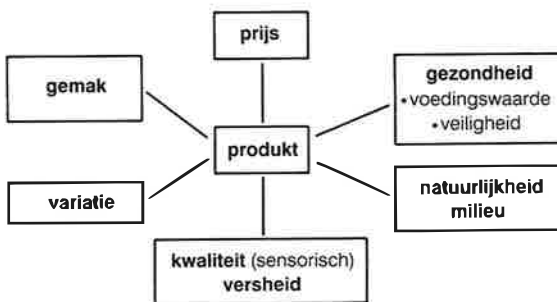 prijs
gemak
gezondheid
• voedingswaarde
• veiligheid
produkt
variatie
natuurlijkheid
milieu
kwaliteit (sensorisch)
versheid